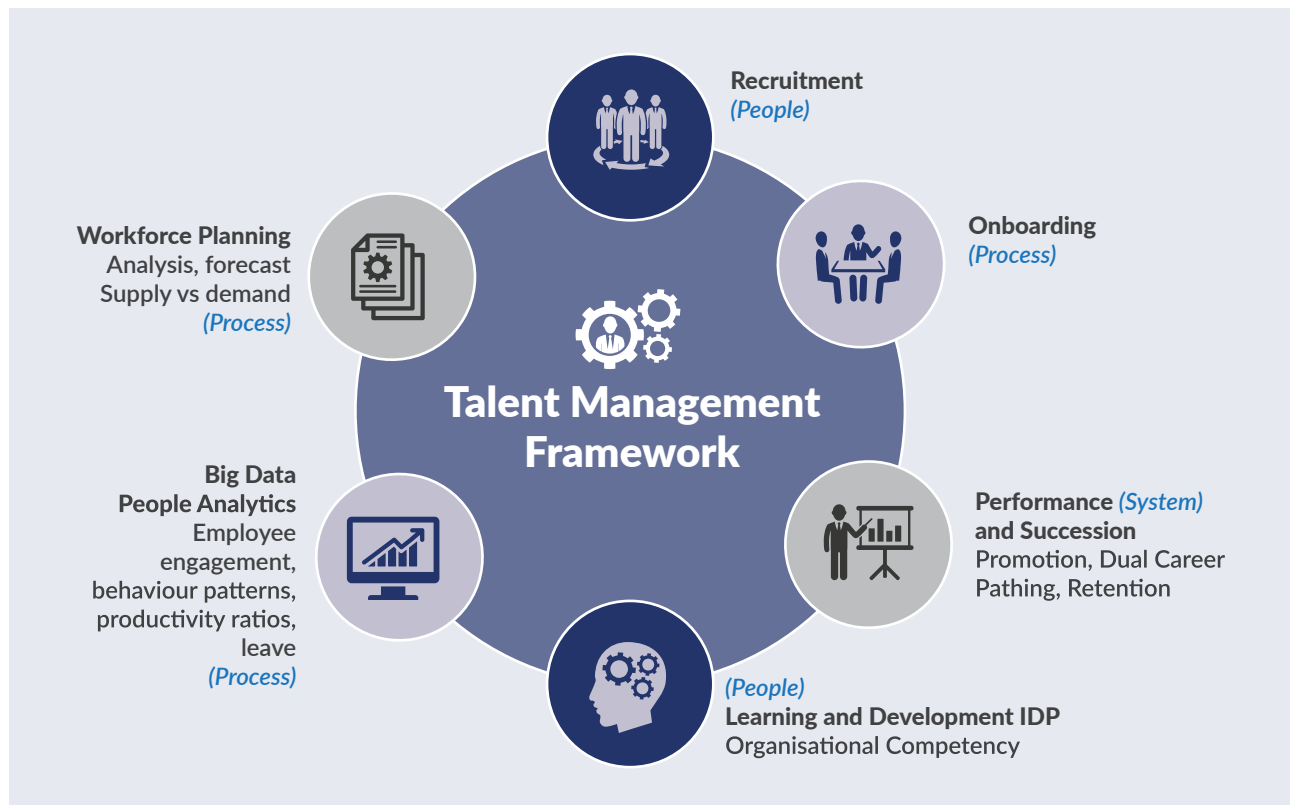 Talent Management
Framework
Recruitment
(People)
Onboarding
(Process)
Performance (System)
and Succession
Promotion, Dual Career
Pathing, Retention
(People)
Learning and Development IDP
Organisational Competency
Big Data
People Analytics
Employee
engagement,
behaviour patterns,
productivity ratios,
leave
(Process)
Workforce Planning
Analysis, forecast
Supply vs demand
(Process)